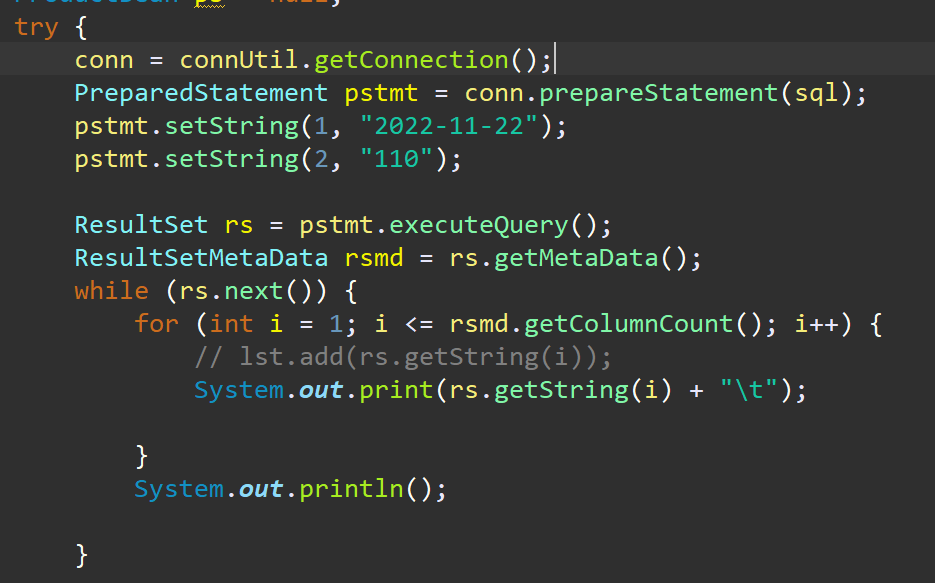 try {
conn = connUtil.getConnection();
PreparedStatement pstmt = conn.prepareStatement(sql);
pstmt.setString(1, "2022-11-22");
pstmt.setString(2, "110");
ResultSet rs = pstmt.executeQuery();
ResultSetMetaData rsmd = rs.getMetaData();
while (rs.next()) {
for (int i = 1; i <= rsmd.getColumnCount(); i++) {
// lst.add(rs.getString(i));
System.out.print(rs.getString(i) + "\t");
}
System.out.println();
}